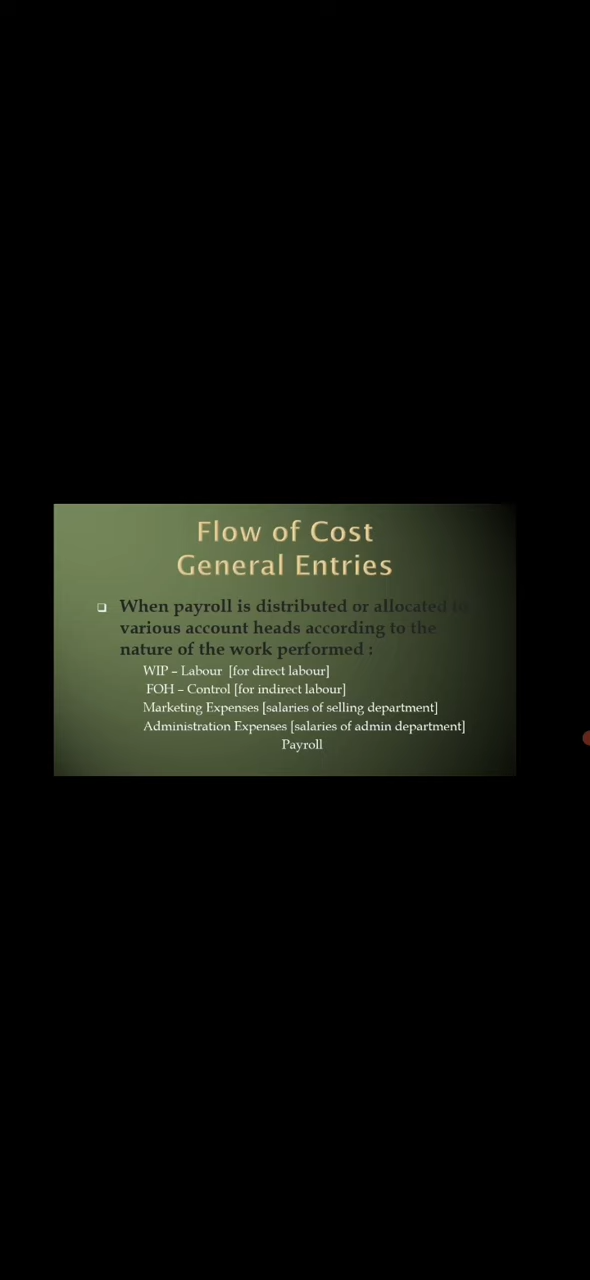 Flow of Cost
General Entries
❑ When payroll is distributed or allocated to
various account heads according to the
nature of the work performed :
WIP – Labour [for direct labour]
FOH – Control [for indirect labour]
Marketing Expenses [salaries of selling department]
Administration Expenses [salaries of admin department]
Payroll